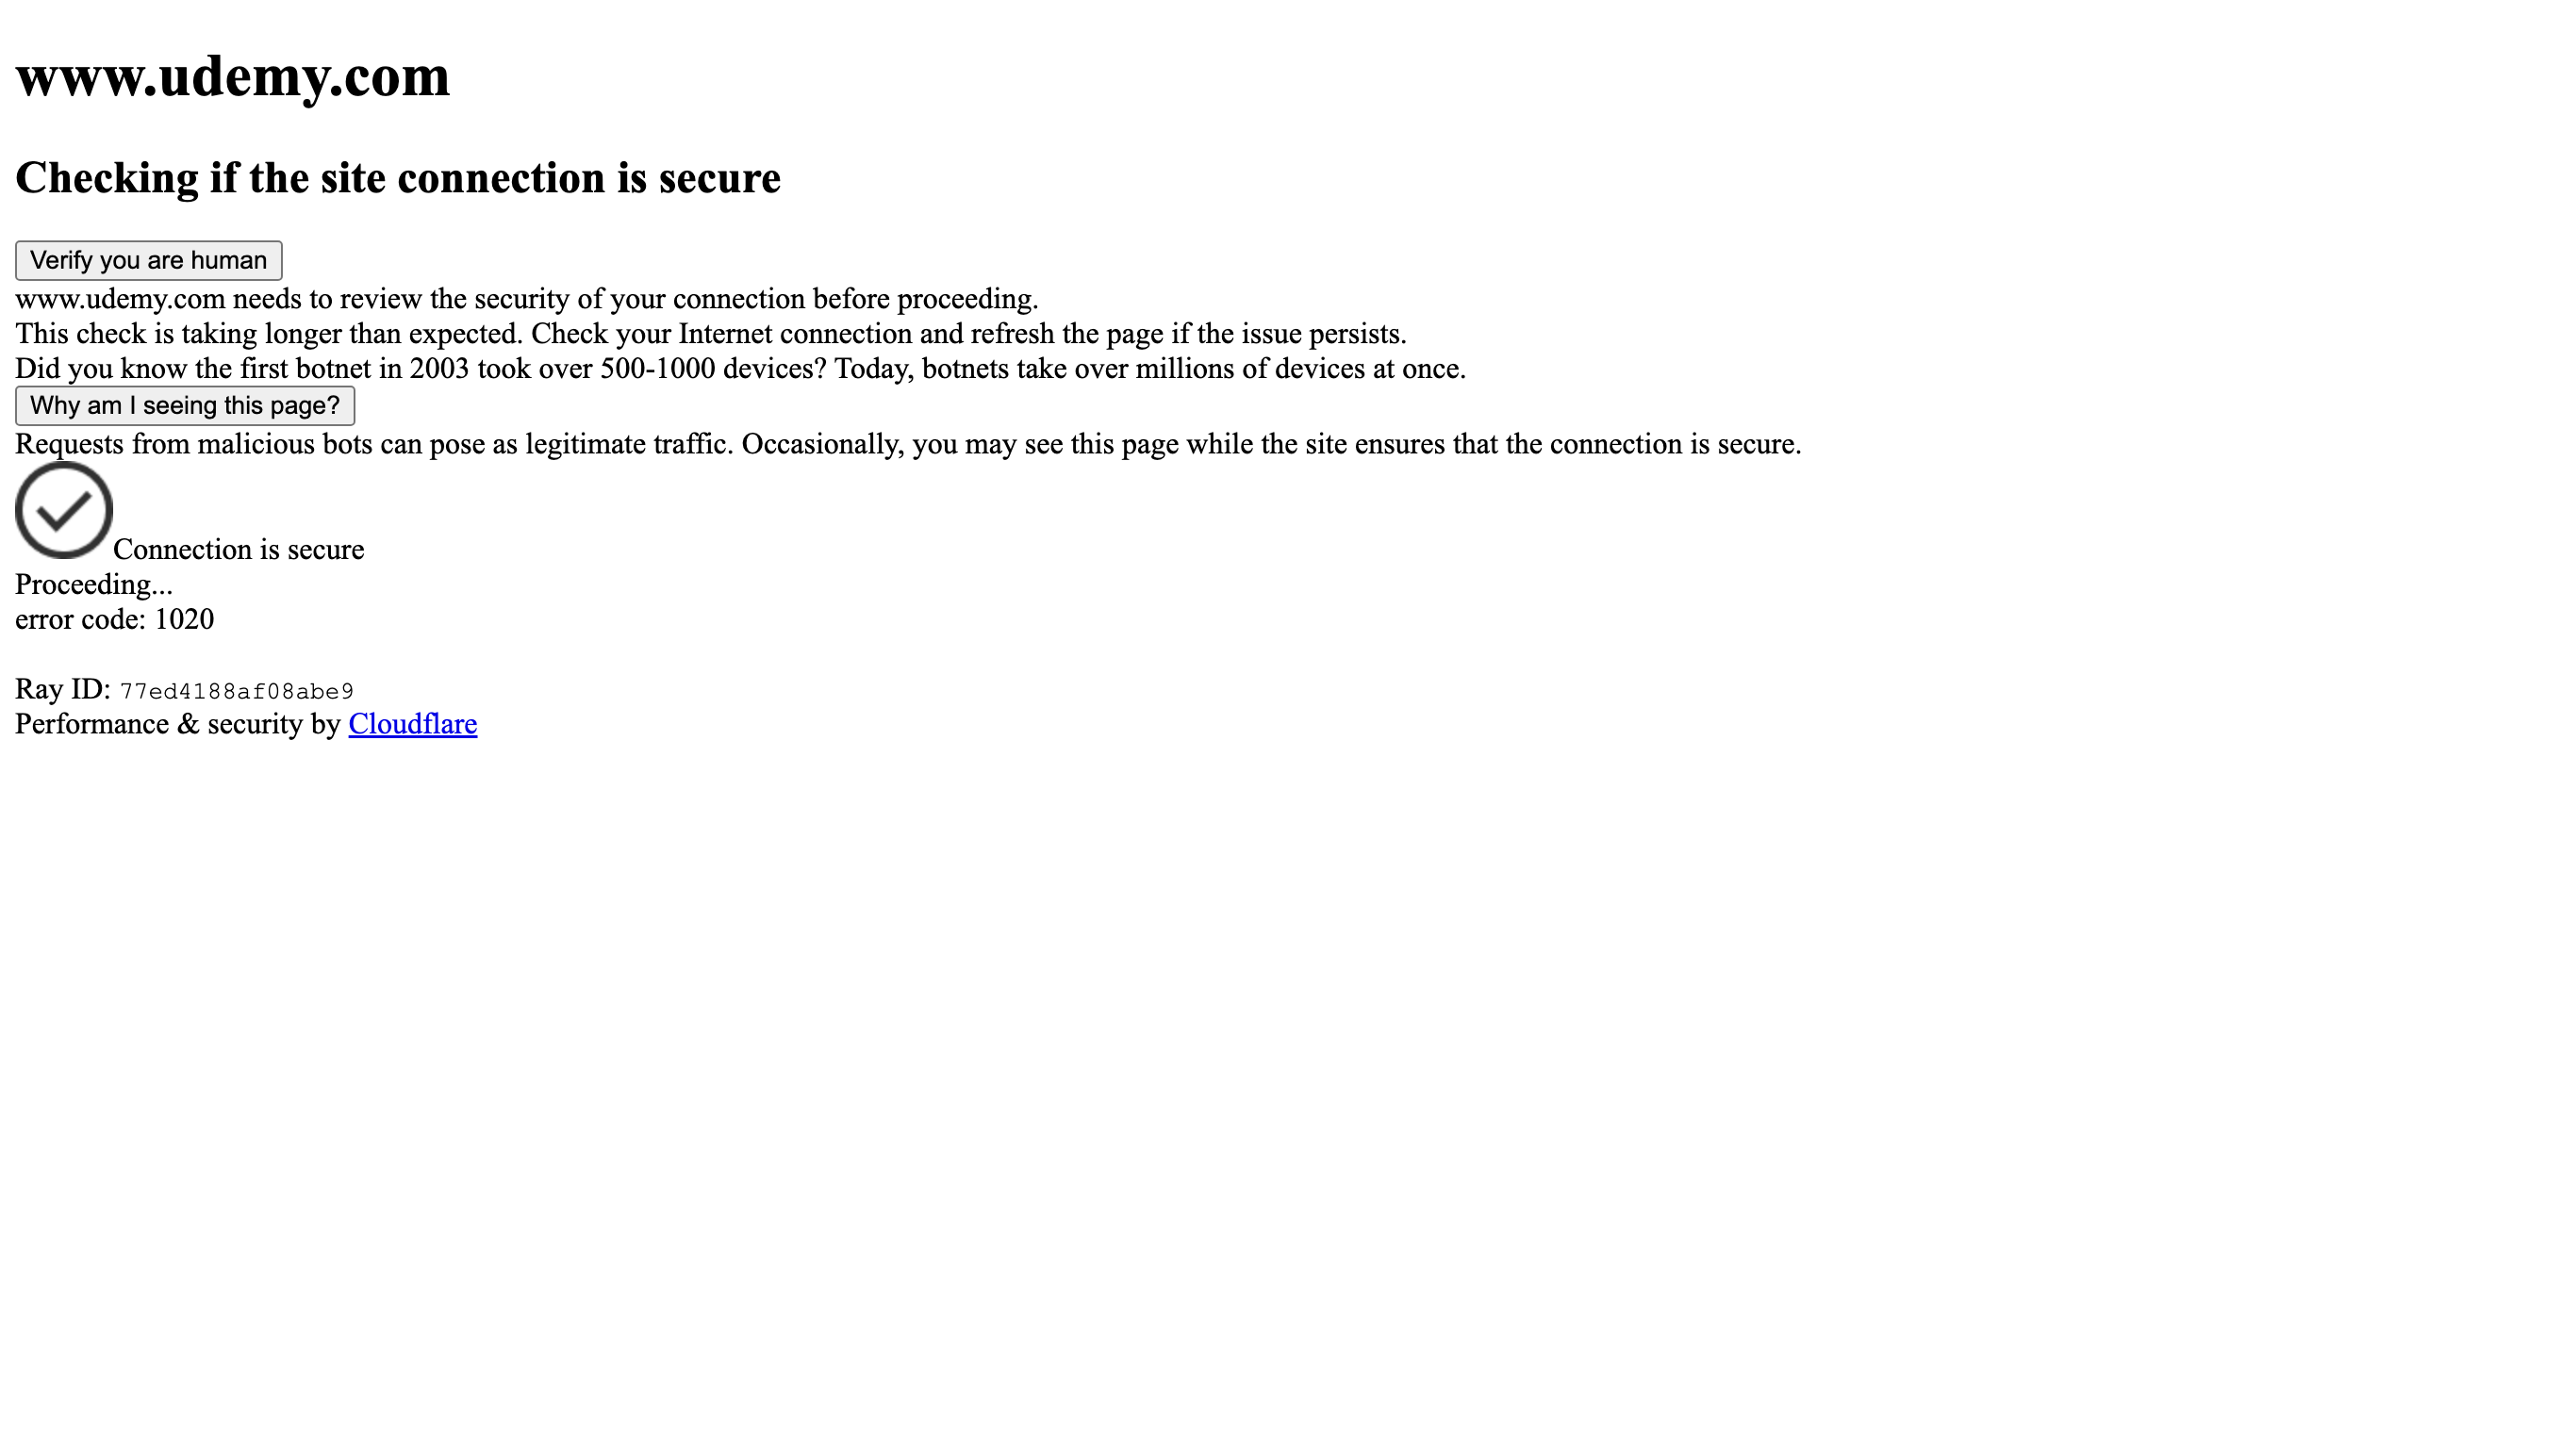 www.udemy.com
Checking if the site connection is secure
Verify you are human
www.udemy.com needs to review the security of your connection before proceeding.
This check is taking longer than expected. Check your Internet connection and refresh the page if the issue persists.
Did you know the first botnet in 2003 took over 500-1000 devices? Today, botnets take over millions of devices at once.
Why am I seeing this page?
Requests from malicious bots can pose as legitimate traffic. Occasionally, you may see this page while the site ensures that the connection is secure.
Connection is secure
Proceeding...
error code: 1020
Ray ID: 77ed4188af08abe9
Performance & security by Cloudflare